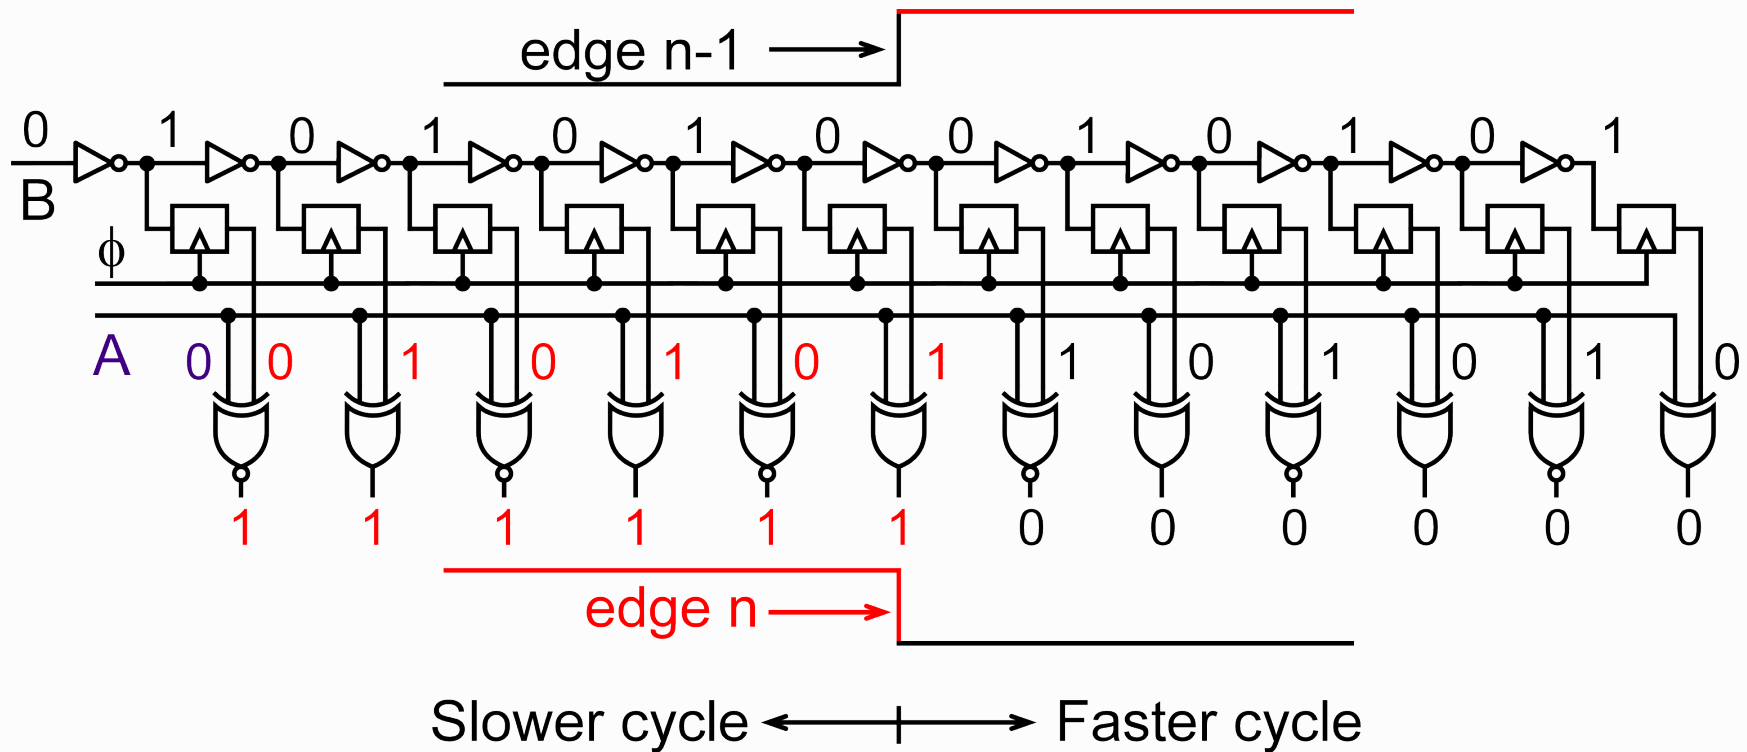 edge n-1
0 1 0 1 0 1 0 0 1 0 1 0 1
B
ϕ
A 0 0 1 0 1 0 1 1 0 1 0 1 0
1 1 1 1 1 1 0 0 0 0 0 0
edge n
Slower cycle Faster cycle